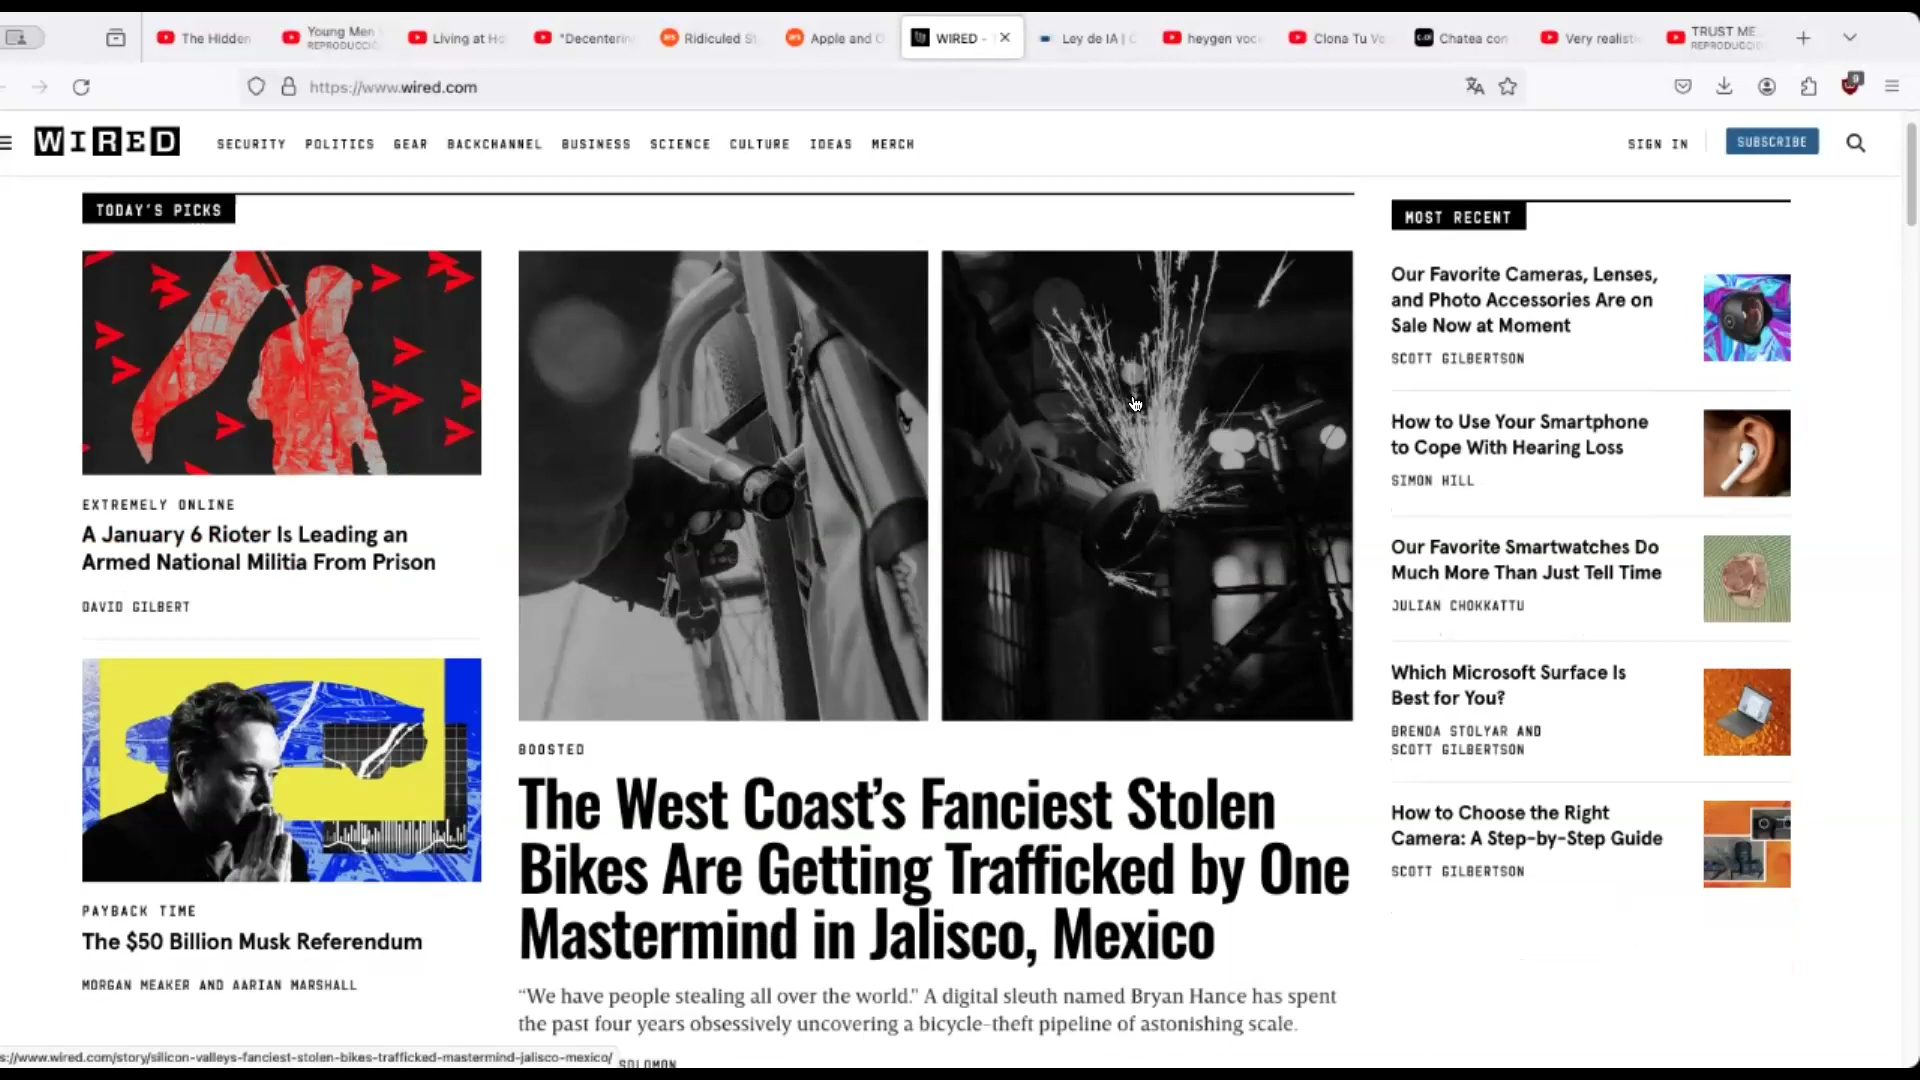 The Hidden
Young Men
REPRODUCCI
Living at Ho
"Decenterin
Ridiculed S
Apple and O
WIRED -
Ley de IA | C
heygen voc
Clona Tu Vo
Chatea con
Very realist
TRUST ME
REPRODUCCI
https://www.wired.com
9
WIRED
SECURITY POLITICS GEAR BACKCHANNEL BUSINESS SCIENCE CULTURE IDEAS MERCH
SIGN IN
SUBSCRIBE
TODAY'S PICKS
EXTREMELY ONLINE
A January 6 Rioter Is Leading an
Armed National Militia From Prison
DAVID GILBERT
PAYBACK TIME
The $50 Billion Musk Referendum
MORGAN MEAKER AND AARIAN MARSHALL
BOOSTED
The West Coast's Fanciest Stolen
Bikes Are Getting Trafficked by One
Mastermind in Jalisco, Mexico
“We have people stealing all over the world.” A digital sleuth named Bryan Hance has spent
the past four years obsessively uncovering a bicycle-theft pipeline of astonishing scale.
SOLOMON
MOST RECENT
Our Favorite Cameras, Lenses,
and Photo Accessories Are on
Sale Now at Moment
SCOTT GILBERTSON
How to Use Your Smartphone
to Cope With Hearing Loss
SIMON HILL
Our Favorite Smartwatches Do
Much More Than Just Tell Time
JULIAN CHOKKATTU
Which Microsoft Surface Is
Best for You?
BRENDA STOLYAR AND
SCOTT GILBERTSON
How to Choose the Right
Camera: A Step-by-Step Guide
SCOTT GILBERTSON
s://www.wired.com/story/silicon-valleys-fanciest-stolen-bikes-trafficked-mastermind-jalisco-mexico/